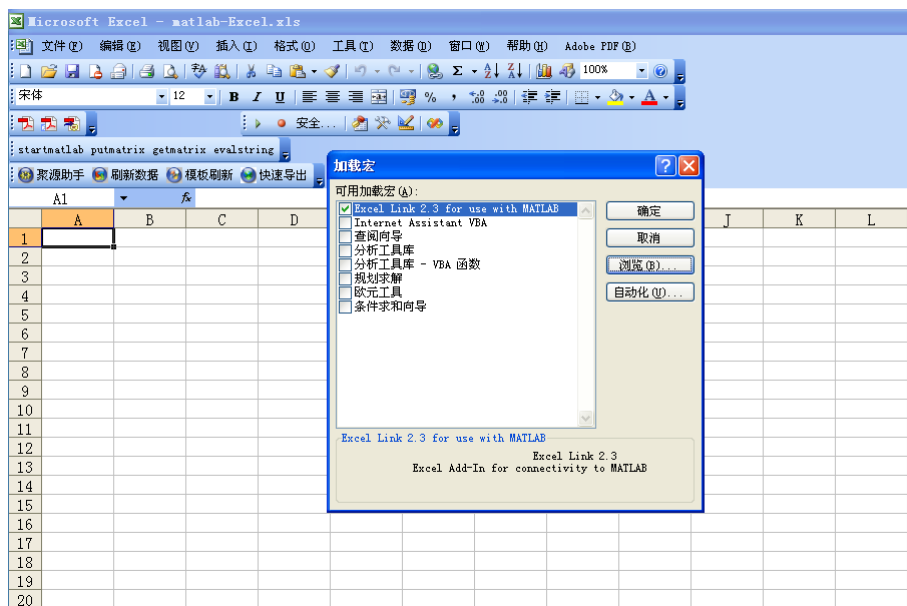 Microsoft Excel - matlab-Excel.xls
文件(F) 编辑(E) 视图(V) 插入(I) 格式(O) 工具(T) 数据(D) 窗口(W) 帮助(H) Adobe PDF(B)
100%
宋体 12 B I U
安全...
startmatlab putmatrix getmatrix evalstring
聚源助手 刷新数据 模板刷新 快速导出
A1 fx
A B C D J K L
1
2
3
4
5
6
7
8
9
10
11
12
13
14
15
16
17
18
19
20
加载宏
可用加载宏(A):
Excel Link 2.3 for use with MATLAB
Internet Assistant VBA
查阅向导
分析工具库
分析工具库 - VBA 函数
规划求解
欧元工具
条件求和向导
确定
取消
浏览(B)...
自动化(U)...
Excel Link 2.3 for use with MATLAB
Excel Link 2.3
Excel Add-In for connectivity to MATLAB